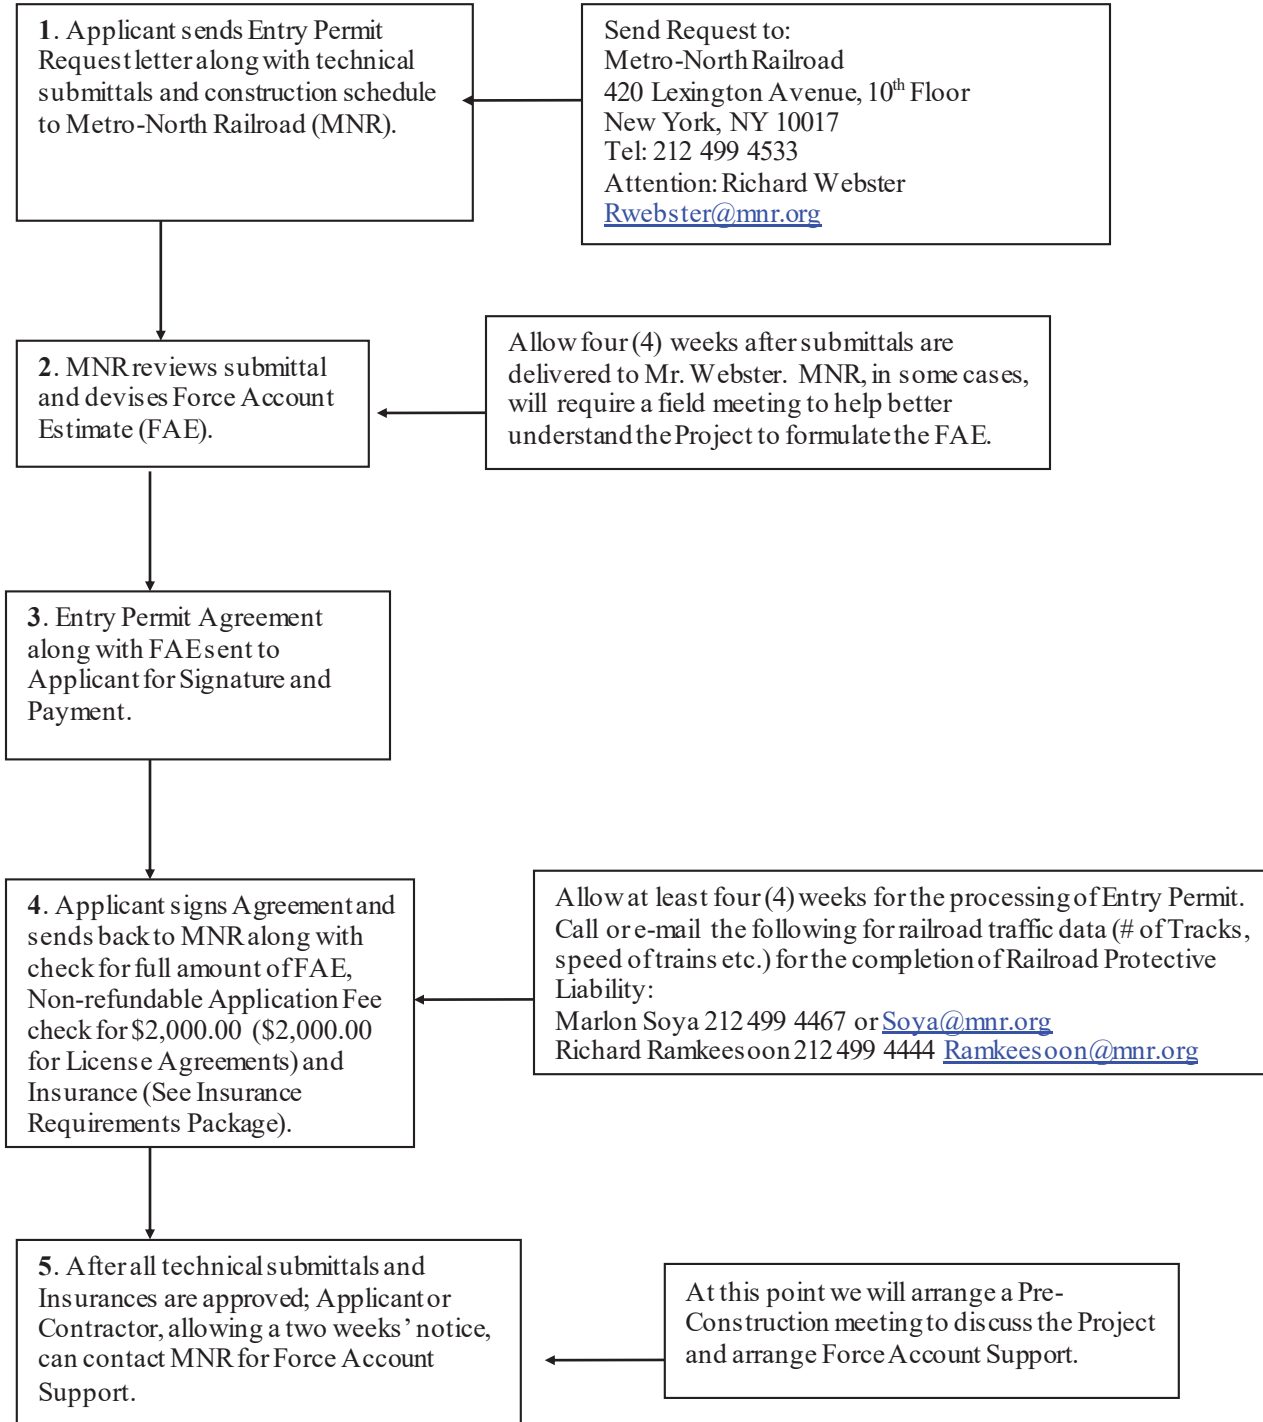 1. Applicant sends Entry Permit
Request letter along with technical
submittals and construction schedule
to Metro-North Railroad (MNR).
Send Request to:
Metro-North Railroad
420 Lexington Avenue, 10th Floor
New York, NY 10017
Tel: 212 499 4533
Attention: Richard Webster
Rwebster@mnr.org
2. MNR reviews submittal
and devises Force Account
Estimate (FAE).
Allow four (4) weeks after submittals are
delivered to Mr. Webster. MNR, in some cases,
will require a field meeting to help better
understand the Project to formulate the FAE.
3. Entry Permit Agreement
along with FAE sent to
Applicant for Signature and
Payment.
4. Applicant signs Agreement and
sends back to MNR along with
check for full amount of FAE,
Non-refundable Application Fee
check for $2,000.00 ($2,000.00
for License Agreements) and
Insurance (See Insurance
Requirements Package).
Allow at least four (4) weeks for the processing of Entry Permit.
Call or e-mail the following for railroad traffic data (# of Tracks,
speed of trains etc.) for the completion of Railroad Protective
Liability:
Marlon Soya 212 499 4467 or Soya@mnr.org
Richard Ramkeesoon 212 499 4444 Ramkeesoon@mnr.org
5. After all technical submittals and
Insurances are approved; Applicant or
Contractor, allowing a two weeks' notice,
can contact MNR for Force Account
Support.
At this point we will arrange a Pre-
Construction meeting to discuss the Project
and arrange Force Account Support.